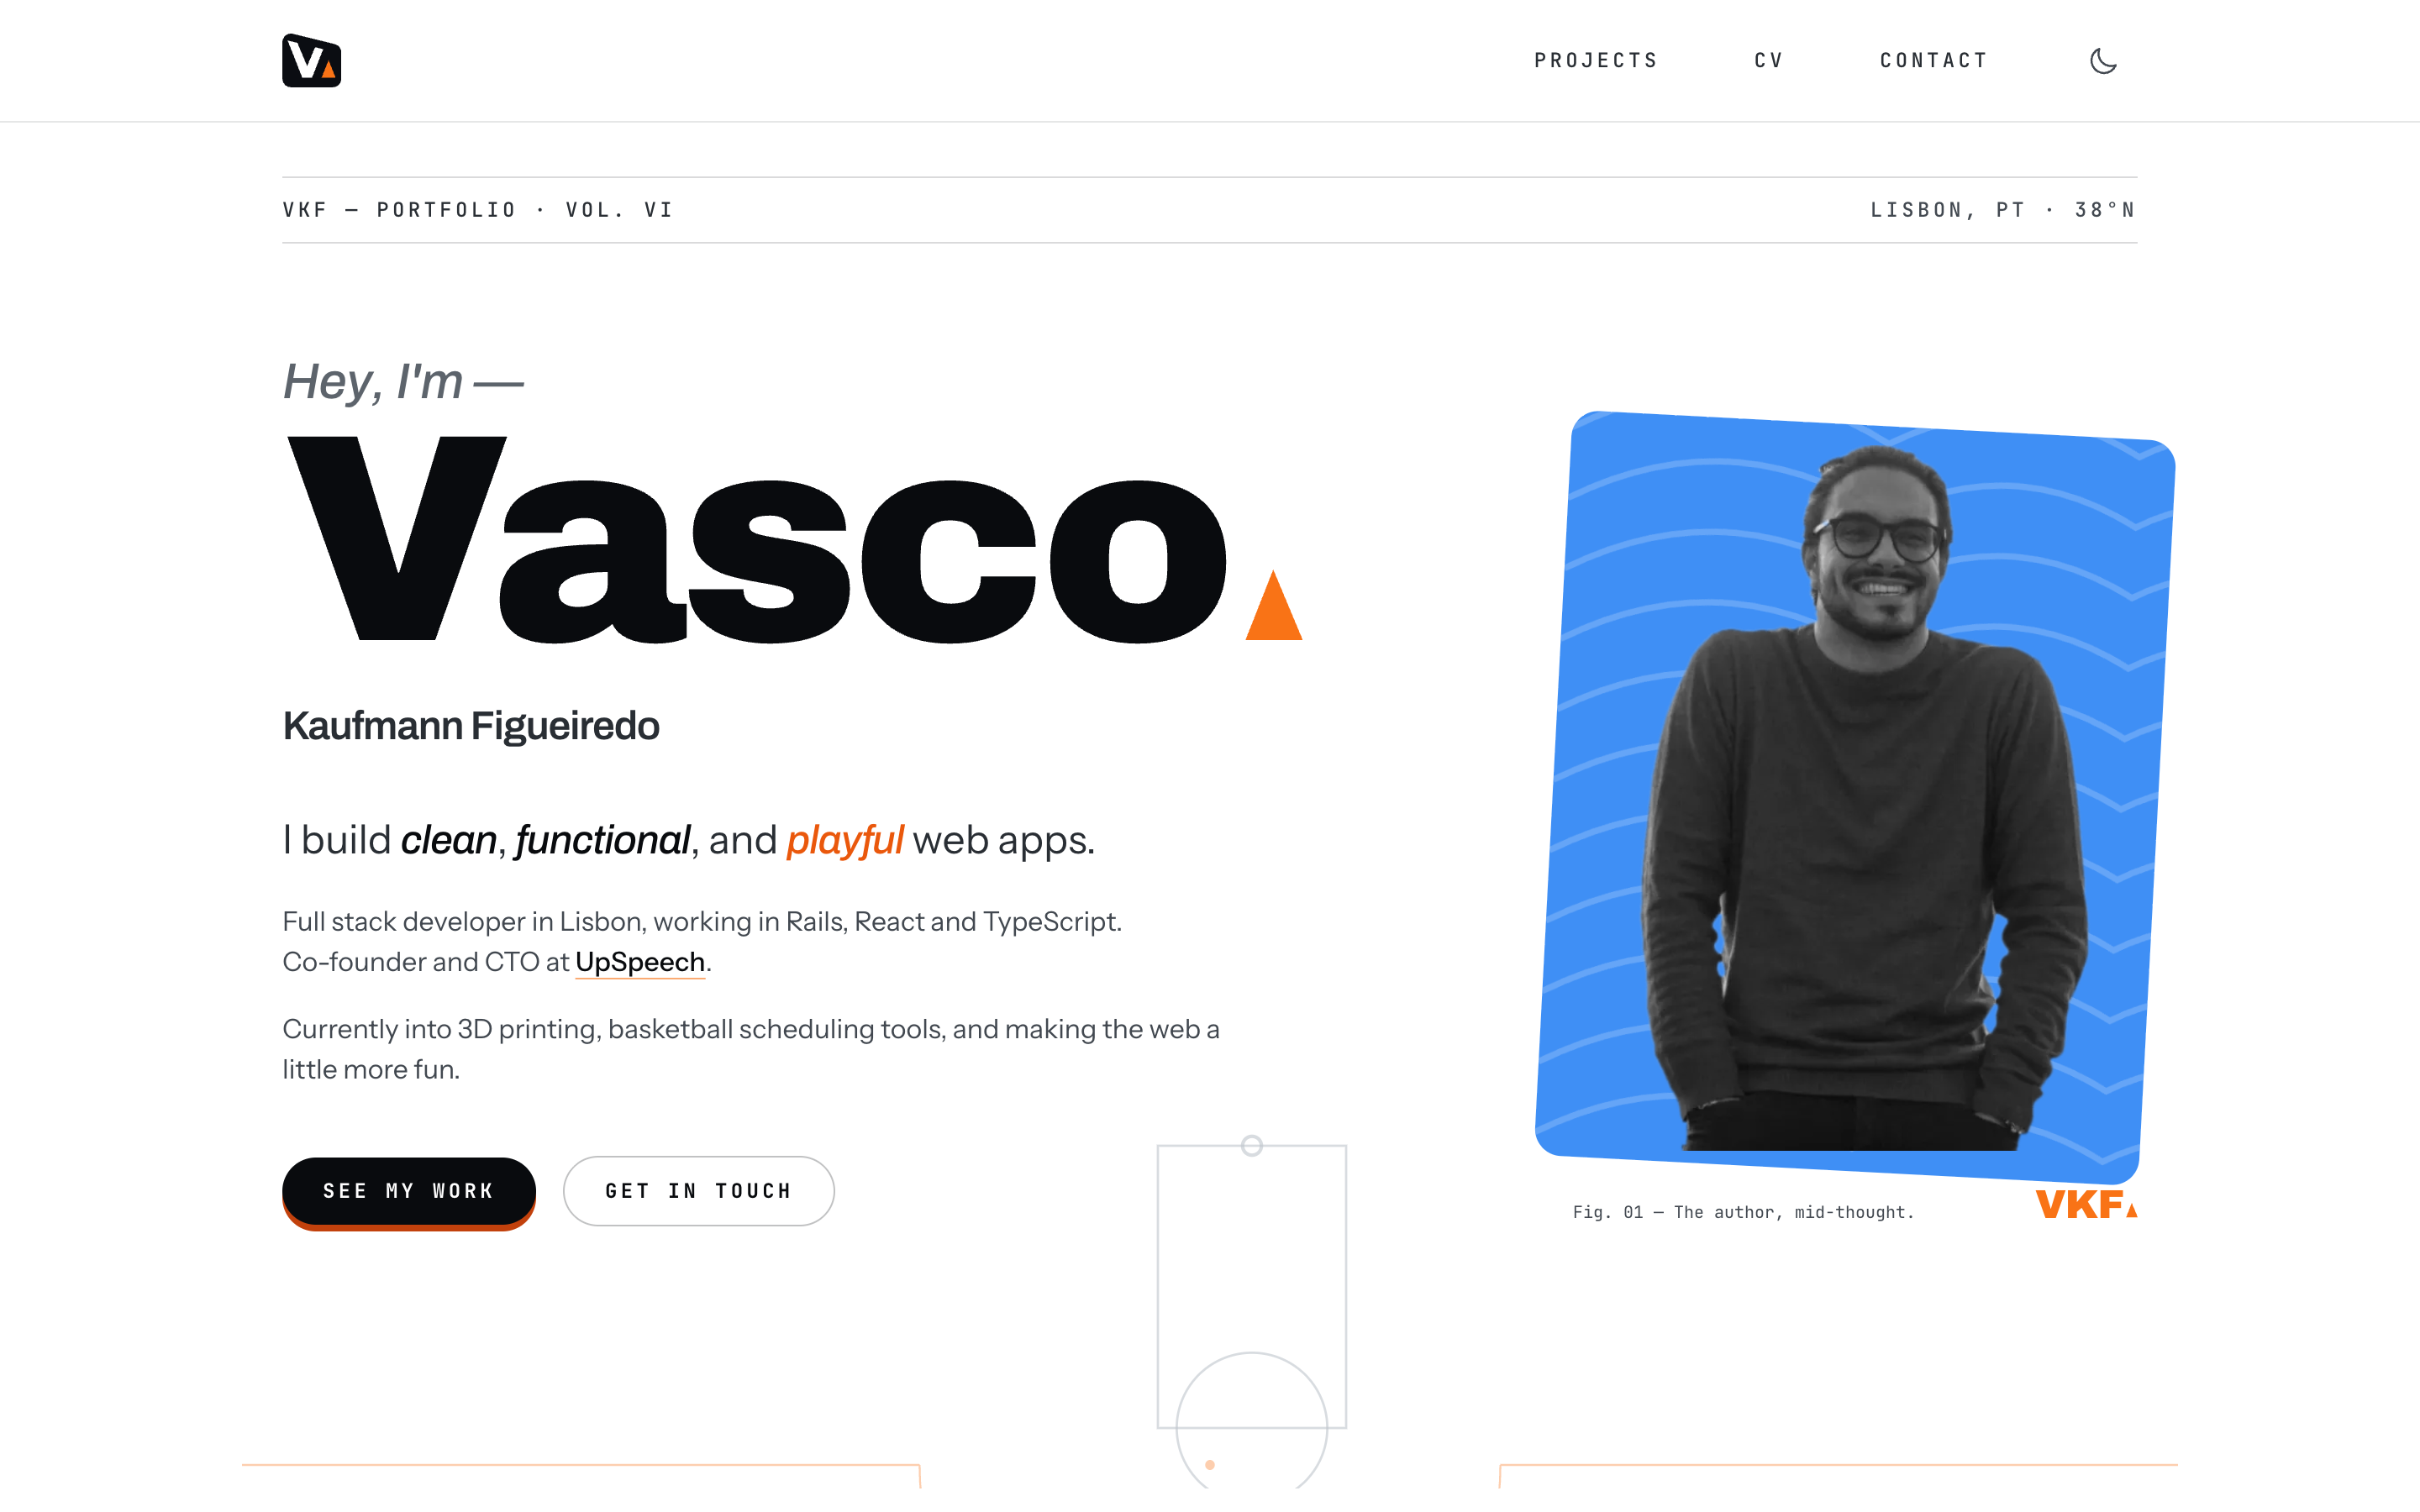 V
PROJECTS
CV
CONTACT
VKF — PORTFOLIO · VOL. VI
LISBON, PT · 38°N
Hey, I'm —
Vasco
Kaufmann Figueiredo
I build clean, functional, and playful web apps.
Full stack developer in Lisbon, working in Rails, React and TypeScript.
Co-founder and CTO at UpSpeech.
Currently into 3D printing, basketball scheduling tools, and making the web a
little more fun.
SEE MY WORK
GET IN TOUCH
Fig. 01 — The author, mid-thought.
VKF